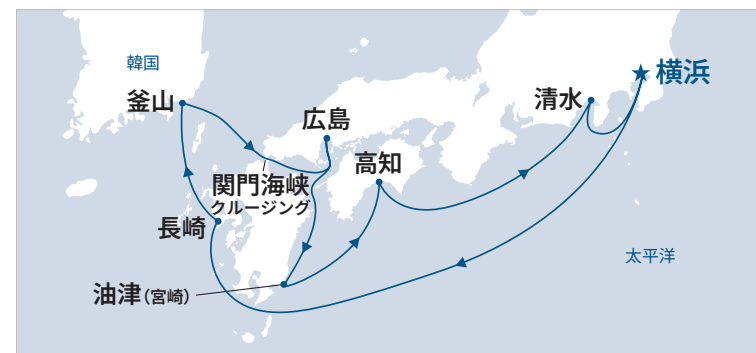 韓国
釜山
広島
清水
横浜
高知
関門海峡
クルージング
長崎
太平洋
油津(宮崎)